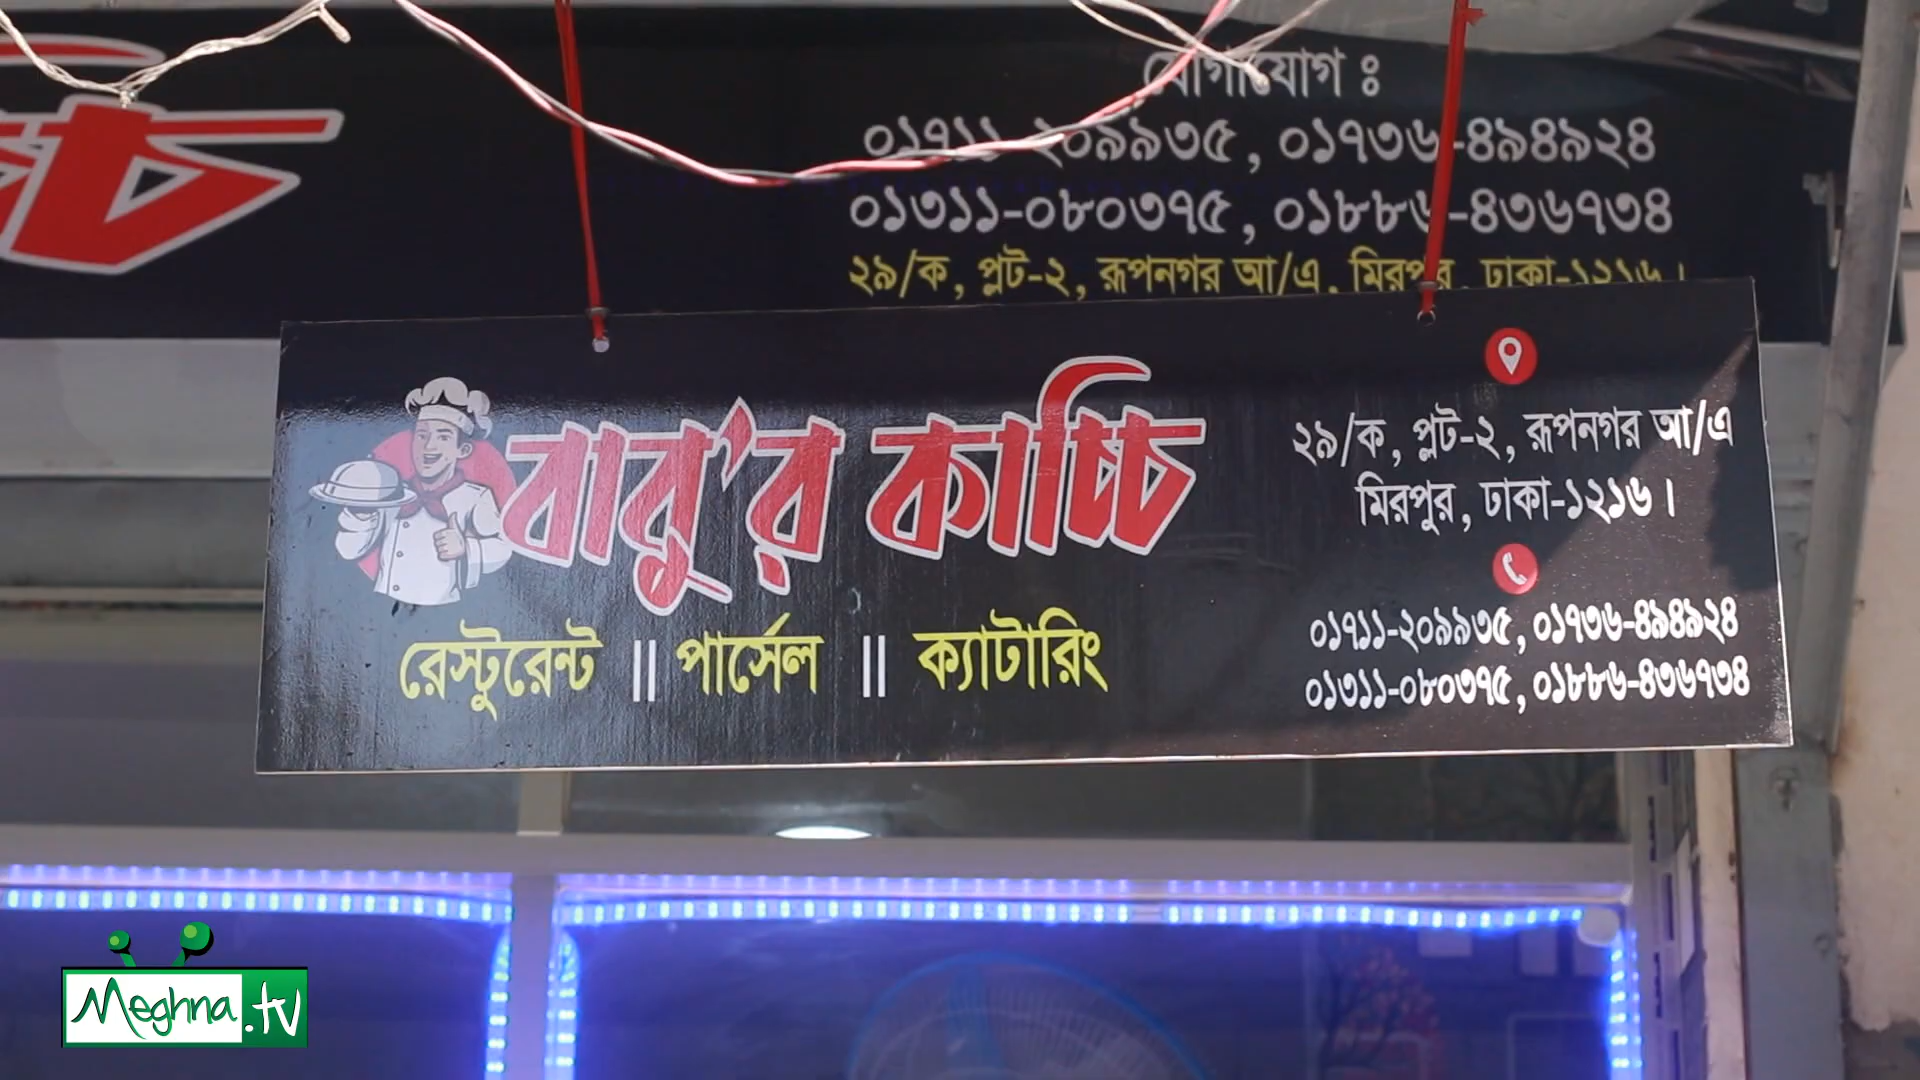 যোগাযোগ ঃ
০১৭১১-২০৯৯৩৫, ০১৭৩৬-৪৯৪৯২৪
০১৩১১-০৮০৩৭৫, ০১৮৮৬-৪৩৬৭৩৪
২৯/ক, প্লট-২, রূপনগর আ/এ, মিরপুর, ঢাকা-১২১৬।
বাবু'র কাচ্চি
রেস্টুরেন্ট || পার্সেল || ক্যাটারিং
২৯/ক, প্লট-২, রূপনগর আ/এ
মিরপুর, ঢাকা-১২১৬।
০১৭১১-২০৯৯৩৫, ০১৭৩৬-৪৯৪৯২৪
০১৩১১-০৮০৩৭৫, ০১৮৮৬-৪৩৬৭৩৪
Meghna.tv